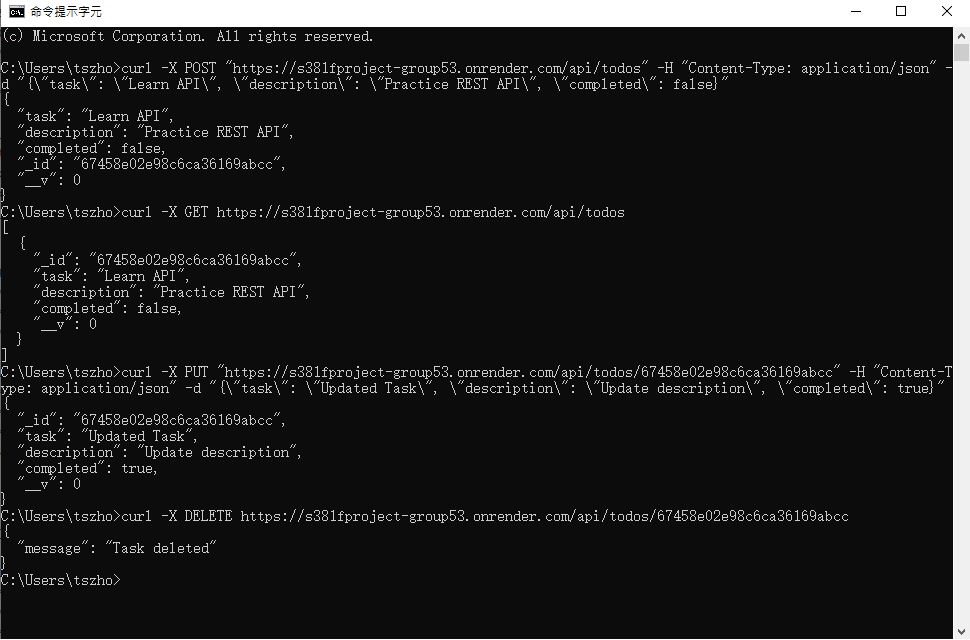 命令提示字元
(c) Microsoft Corporation. All rights reserved.
C:\Users\tszho>curl -X POST "https://s381fproject-group53.onrender.com/api/todos" -H "Content-Type: application/json" -
d "{\"task\": \"Learn API\", \"description\": \"Practice REST API\", \"completed\": false}"
{
"task": "Learn API",
"description": "Practice REST API",
"completed": false,
"_id": "67458e02e98c6ca36169abcc",
"__v": 0
}
C:\Users\tszho>curl -X GET https://s381fproject-group53.onrender.com/api/todos
[
{
"_id": "67458e02e98c6ca36169abcc",
"task": "Learn API",
"description": "Practice REST API",
"completed": false,
"__v": 0
}
]
C:\Users\tszho>curl -X PUT "https://s381fproject-group53.onrender.com/api/todos/67458e02e98c6ca36169abcc" -H "Content-T
ype: application/json" -d "{\"task\": \"Updated Task\", \"description\": \"Update description\", \"completed\": true}"
{
"_id": "67458e02e98c6ca36169abcc",
"task": "Updated Task",
"description": "Update description",
"completed": true,
"__v": 0
}
C:\Users\tszho>curl -X DELETE https://s381fproject-group53.onrender.com/api/todos/67458e02e98c6ca36169abcc
{
"message": "Task deleted"
}
C:\Users\tszho>